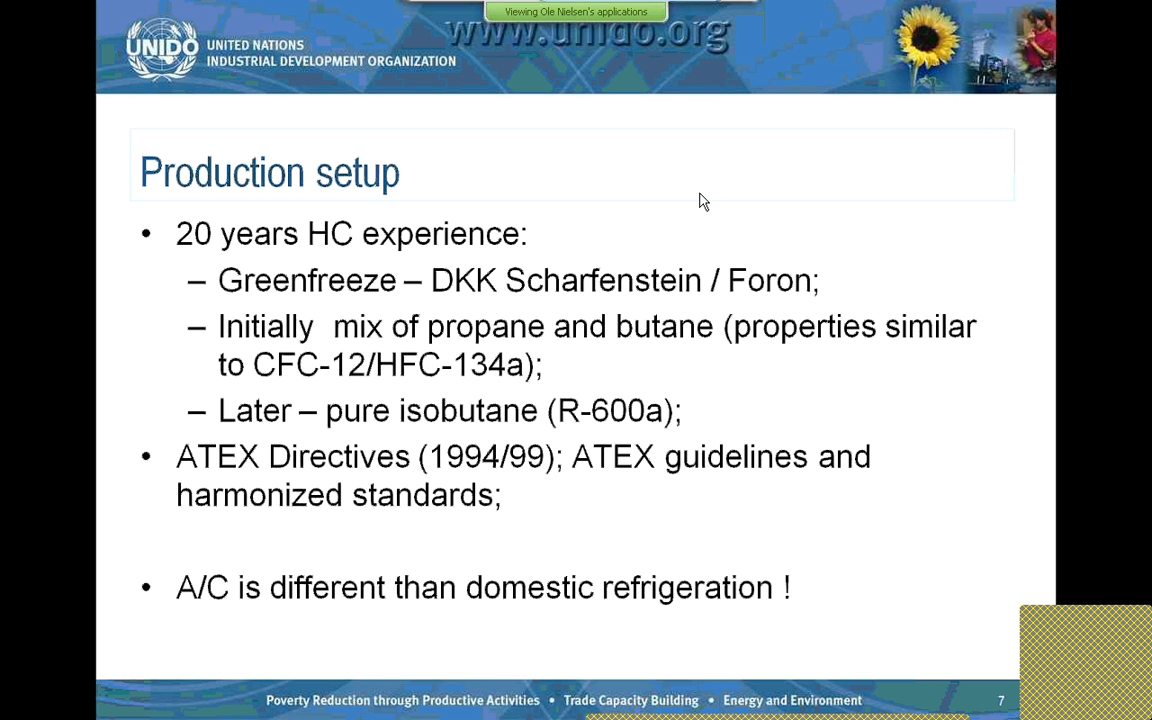 Viewing Ole Nielsen's applications
www.unido.org
UNIDO
UNITED NATIONS
INDUSTRIAL DEVELOPMENT ORGANIZATION
Production setup
• 20 years HC experience:
– Greenfreeze – DKK Scharfenstein / Foron;
– Initially mix of propane and butane (properties similar
to CFC-12/HFC-134a);
– Later – pure isobutane (R-600a);
• ATEX Directives (1994/99); ATEX guidelines and
harmonized standards;
• A/C is different than domestic refrigeration !
Poverty Reduction through Productive Activities • Trade Capacity Building • Energy and Environment
7